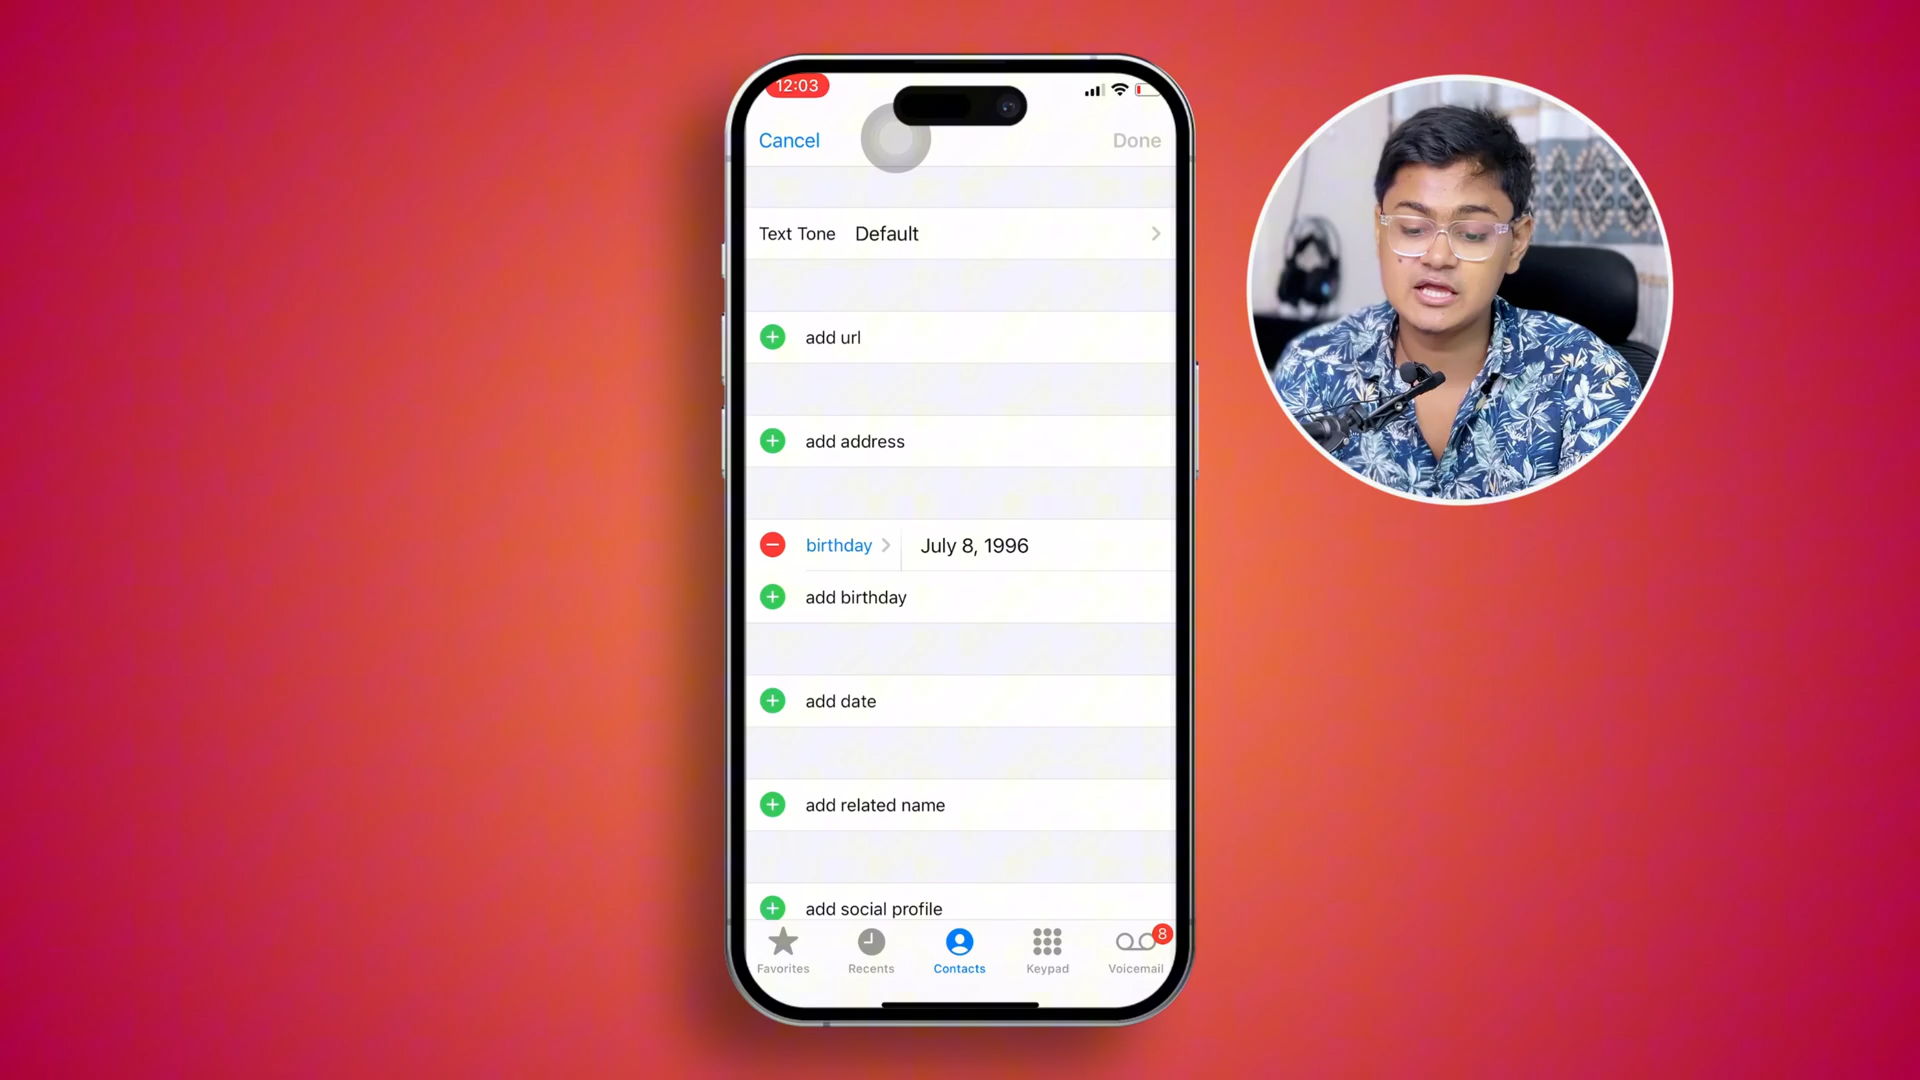 12:03
Cancel
Done
Text Tone Default
add url
add address
birthday July 8, 1996
add birthday
add date
add related name
add social profile
8
Favorites Recents Contacts Keypad Voicemail